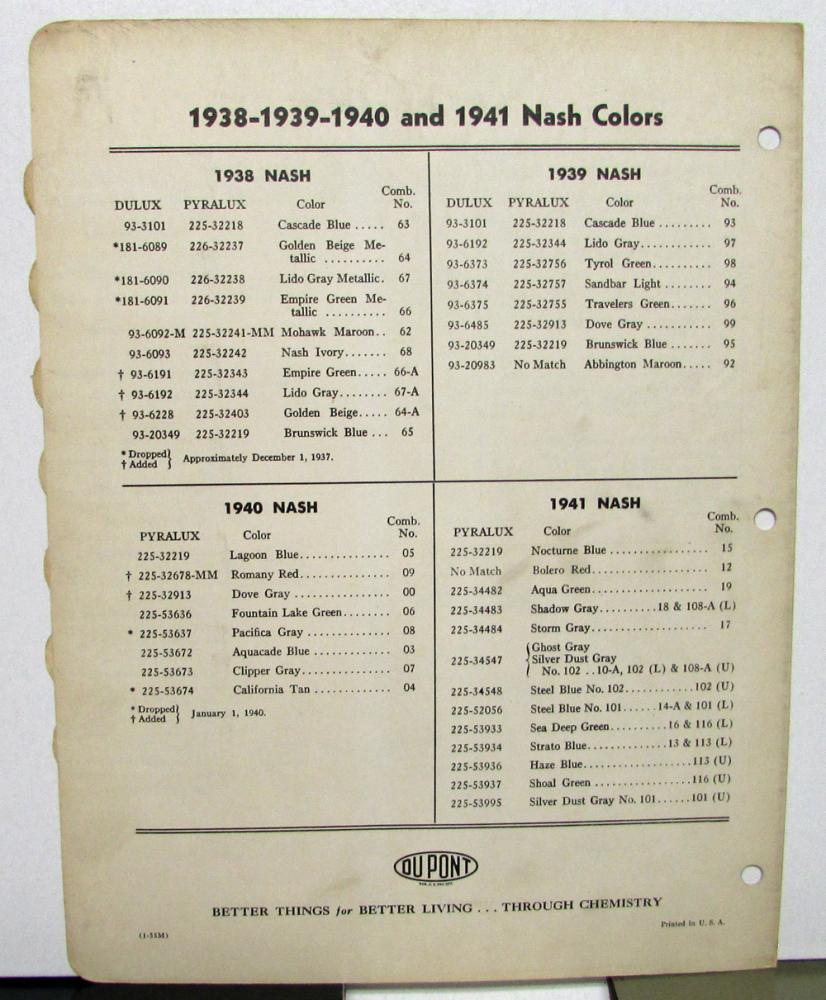 1938-1939-1940 and 1941 Nash Colors
1938 NASH
Comb.
DULUX PYRALUX Color No.
93-3101 225-32218 Cascade Blue ..... 63
*181-6089 226-32237 Golden Beige Me-
tallic .......... 64
*181-6090 226-32238 Lido Gray Metallic. 67
*181-6091 226-32239 Empire Green Me-
tallic .......... 66
93-6092-M 225-32241-MM Mohawk Maroon.. 62
93-6093 225-32242 Nash Ivory....... 68
† 93-6191 225-32343 Empire Green..... 66-A
† 93-6192 225-32344 Lido Gray........ 67-A
† 93-6228 225-32403 Golden Beige..... 64-A
93-20349 225-32219 Brunswick Blue ... 65
* Dropped
† Added } Approximately December 1, 1937.
1939 NASH
Comb.
DULUX PYRALUX Color No.
93-3101 225-32218 Cascade Blue ......... 93
93-6192 225-32344 Lido Gray............ 97
93-6373 225-32756 Tyrol Green.......... 98
93-6374 225-32757 Sandbar Light ........ 94
93-6375 225-32755 Travelers Green....... 96
93-6485 225-32913 Dove Gray ........... 99
93-20349 225-32219 Brunswick Blue ....... 95
93-20983 No Match Abbington Maroon..... 92
1940 NASH
Comb.
PYRALUX Color No.
225-32219 Lagoon Blue............... 05
† 225-32678-MM Romany Red............... 09
† 225-32913 Dove Gray ................ 00
225-53636 Fountain Lake Green........ 06
* 225-53637 Pacifica Gray ............. 08
225-53672 Aquacade Blue ............ 03
225-53673 Clipper Gray.............. 07
* 225-53674 California Tan ............ 04
* Dropped
† Added } January 1, 1940.
1941 NASH
Comb.
PYRALUX Color No.
225-32219 Nocturne Blue ............... 15
No Match Bolero Red.................. 12
225-34482 Aqua Green.................. 19
225-34483 Shadow Gray..........18 & 108-A (L)
225-34484 Storm Gray.................. 17
Ghost Gray
225-34547 { Silver Dust Gray
No. 102 ..10-A, 102 (L) & 108-A (U)
225-34548 Steel Blue No. 102............102 (U)
225-52056 Steel Blue No. 101......14-A & 101 (L)
225-53933 Sea Deep Green..........16 & 116 (L)
225-53934 Strato Blue..............13 & 113 (L)
225-53936 Haze Blue...................113 (U)
225-53937 Shoal Green .................116 (U)
225-53995 Silver Dust Gray No. 101......101 (U)
DU PONT
BETTER THINGS for BETTER LIVING ... THROUGH CHEMISTRY
Printed in U. S. A.